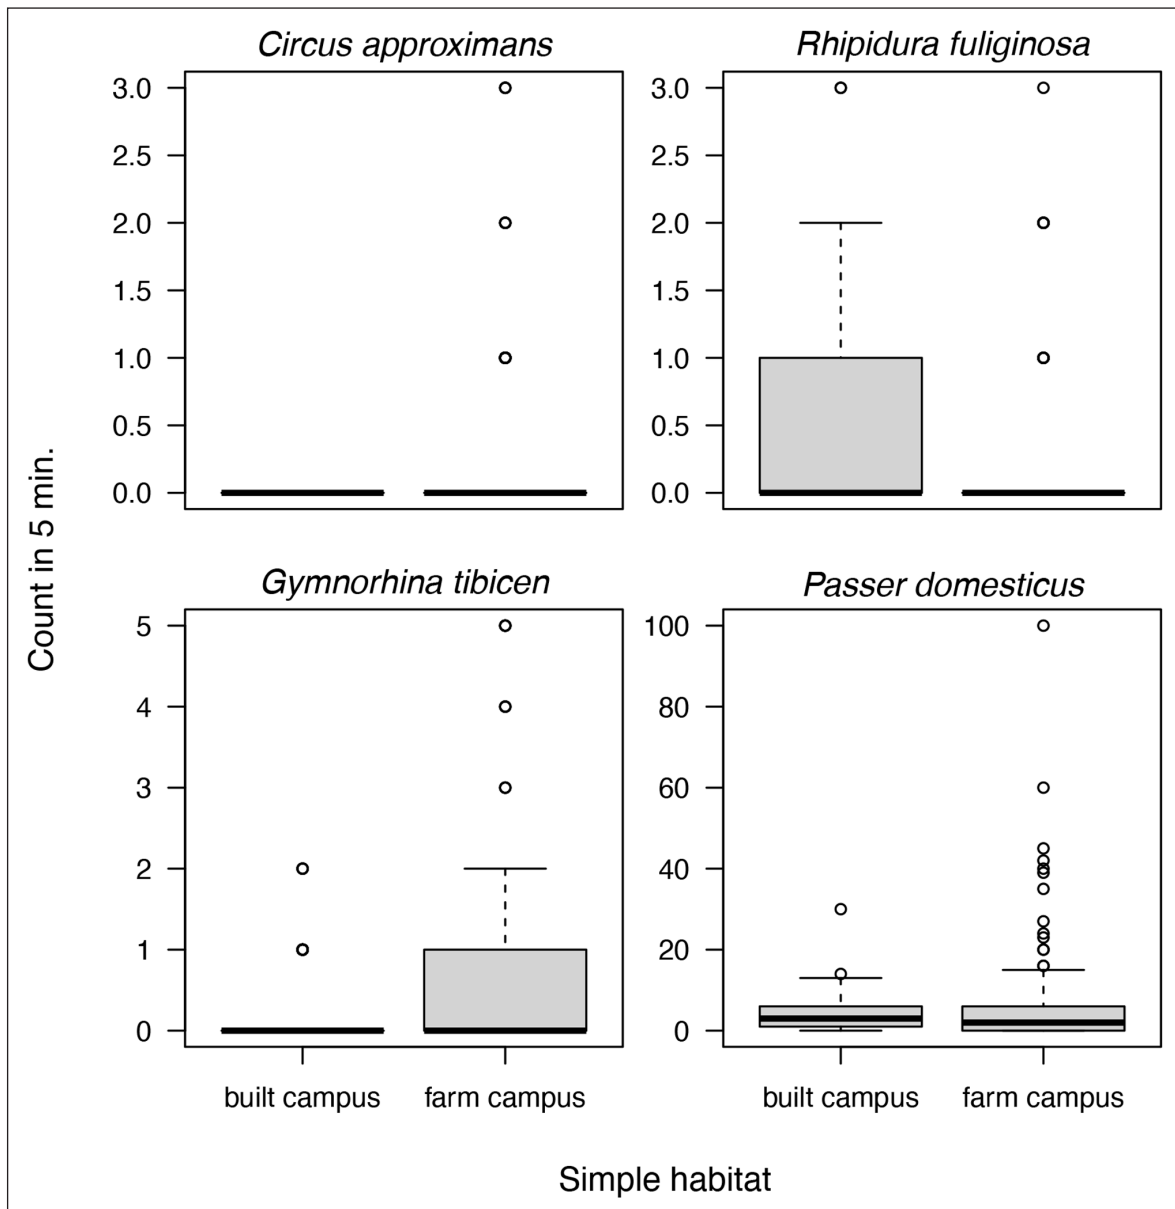 Circus approximans
Rhipidura fuliginosa
3.0
2.5
2.0
1.5
1.0
0.5
0.0
3.0
2.5
2.0
1.5
1.0
0.5
0.0
Count in 5 min.
Gymnorhina tibicen
Passer domesticus
5
4
3
2
1
0
100
80
60
40
20
0
built campus
farm campus
built campus
farm campus
Simple habitat